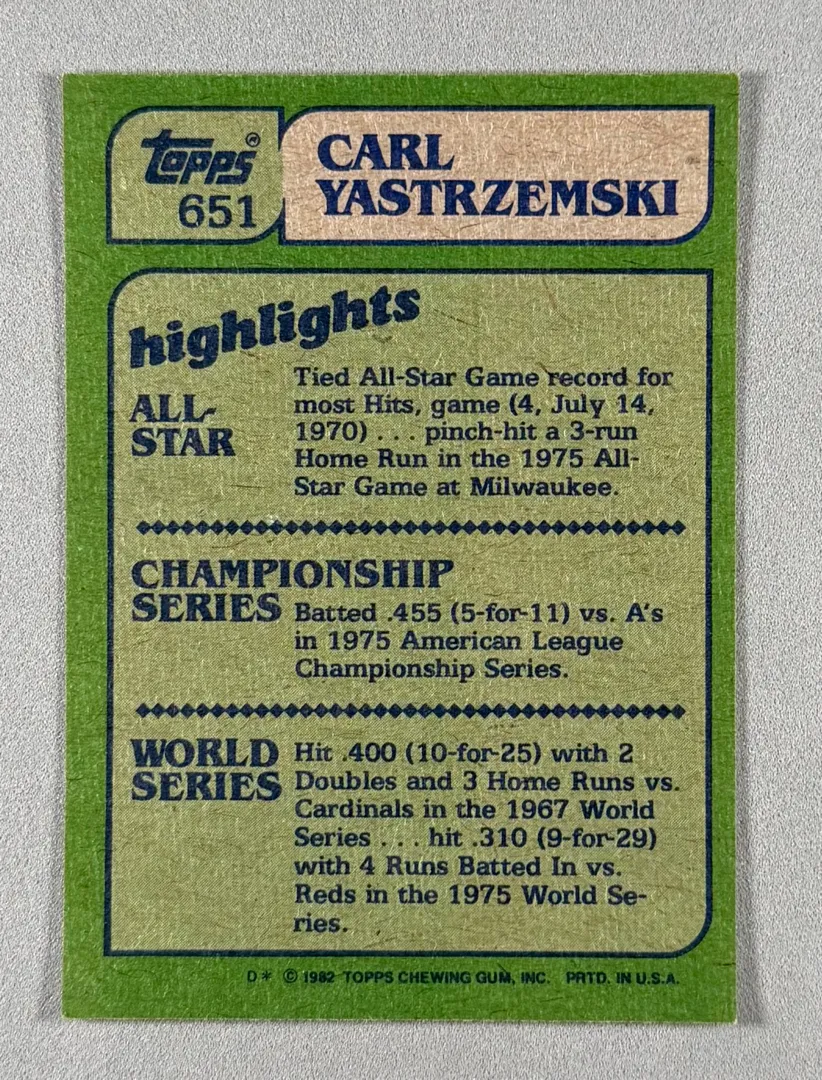 topps®
651
CARL
YASTRZEMSKI
highlights
ALL-
STAR
Tied All-Star Game record for
most Hits, game (4, July 14,
1970) . . . pinch-hit a 3-run
Home Run in the 1975 All-
Star Game at Milwaukee.
CHAMPIONSHIP
SERIES
Batted .455 (5-for-11) vs. A's
in 1975 American League
Championship Series.
WORLD
SERIES
Hit .400 (10-for-25) with 2
Doubles and 3 Home Runs vs.
Cardinals in the 1967 World
Series . . . hit .310 (9-for-29)
with 4 Runs Batted In vs.
Reds in the 1975 World Se-
ries.
D* © 1982 TOPPS CHEWING GUM, INC. PRTD. IN U.S.A.